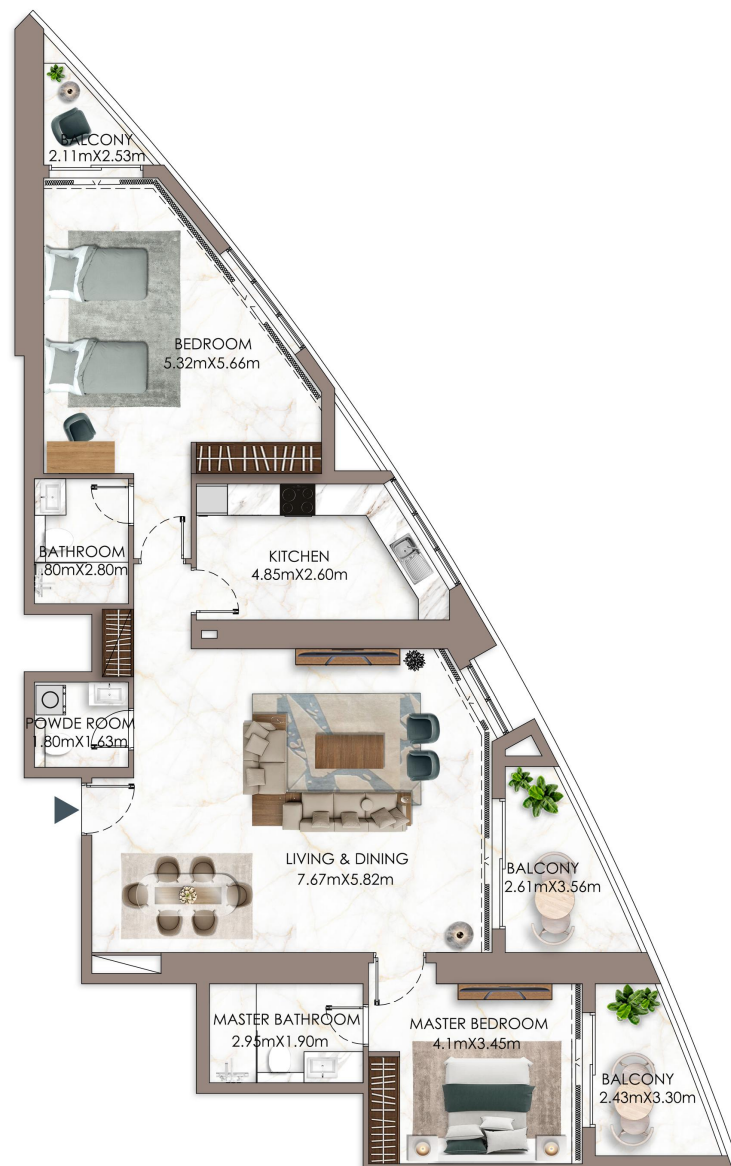 BALCONY
2.11mX2.53m
BEDROOM
5.32mX5.66m
KITCHEN
4.85mX2.60m
BATHROOM
1.80mX2.80m
POWDE ROOM
1.80mX1.63m
LIVING & DINING
7.67mX5.82m
BALCONY
2.61mX3.56m
MASTER BATHROOM
2.95mX1.90m
MASTER BEDROOM
4.1mX3.45m
BALCONY
2.43mX3.30m